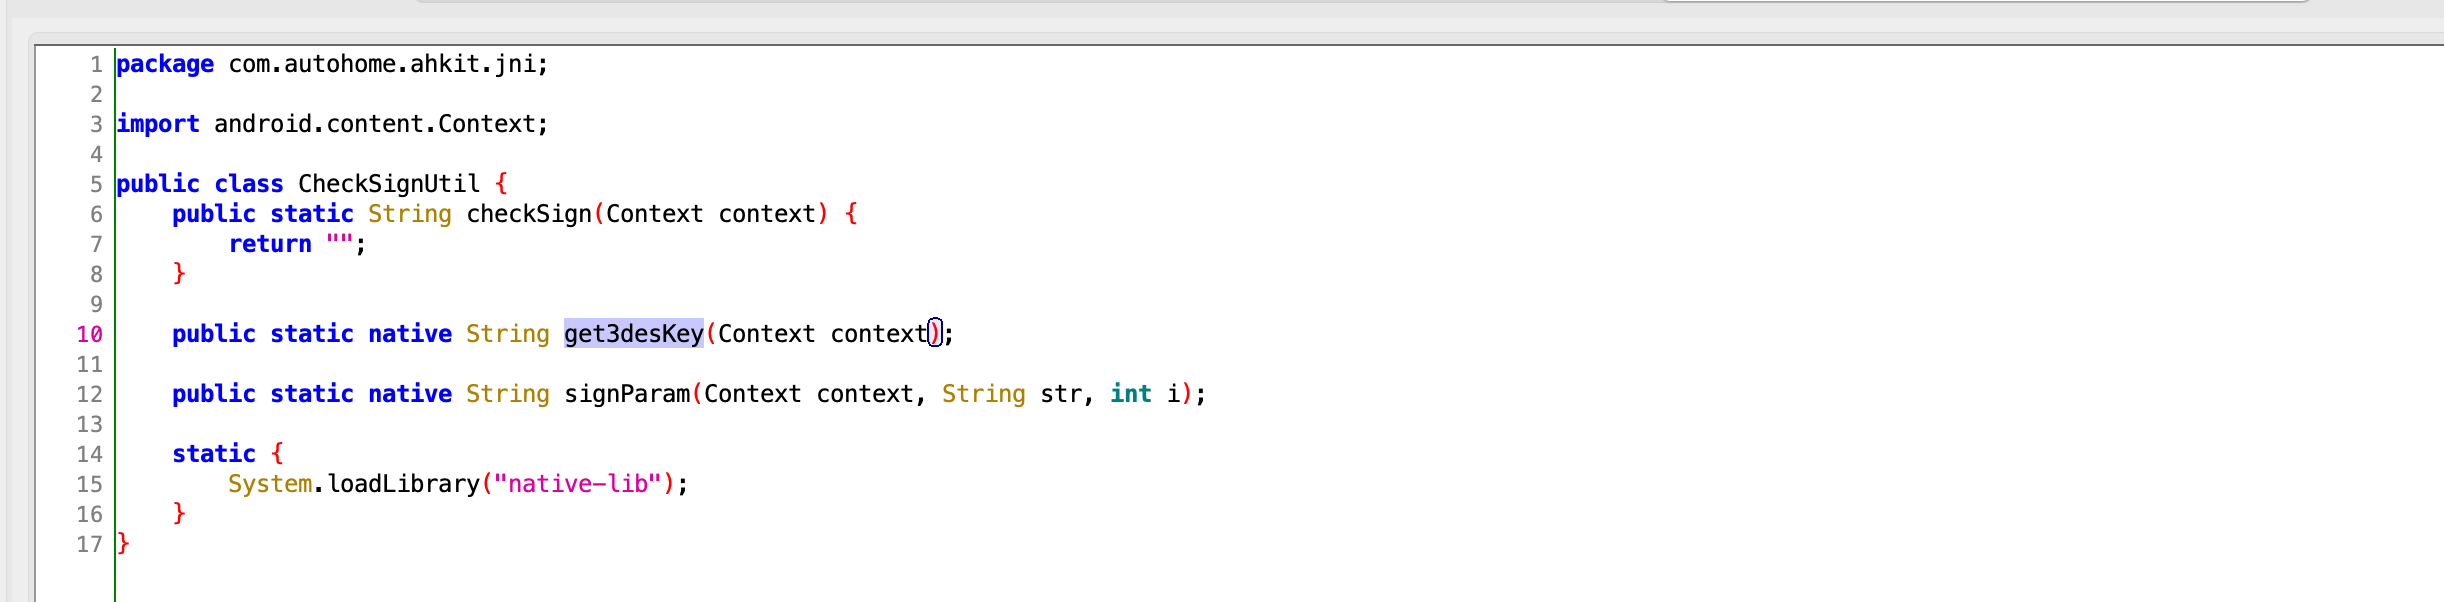 1 package com.autohome.ahkit.jni;
2
3 import android.content.Context;
4
5 public class CheckSignUtil {
6     public static String checkSign(Context context) {
7         return "";
8     }
9
10     public static native String get3desKey(Context context);
11
12     public static native String signParam(Context context, String str, int i);
13
14     static {
15         System.loadLibrary("native-lib");
16     }
17 }